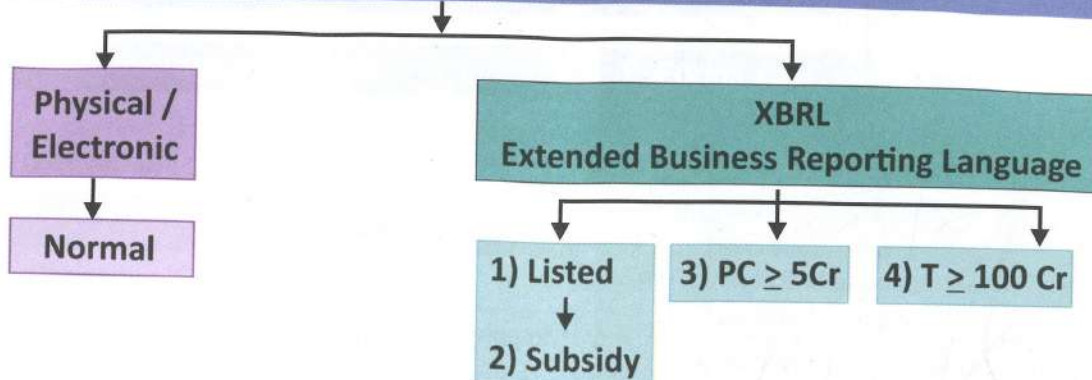 Physical /
Electronic
Normal
XBRL
Extended Business Reporting Language
1) Listed
2) Subsidy
3) PC ≥ 5Cr
4) T ≥ 100 Cr